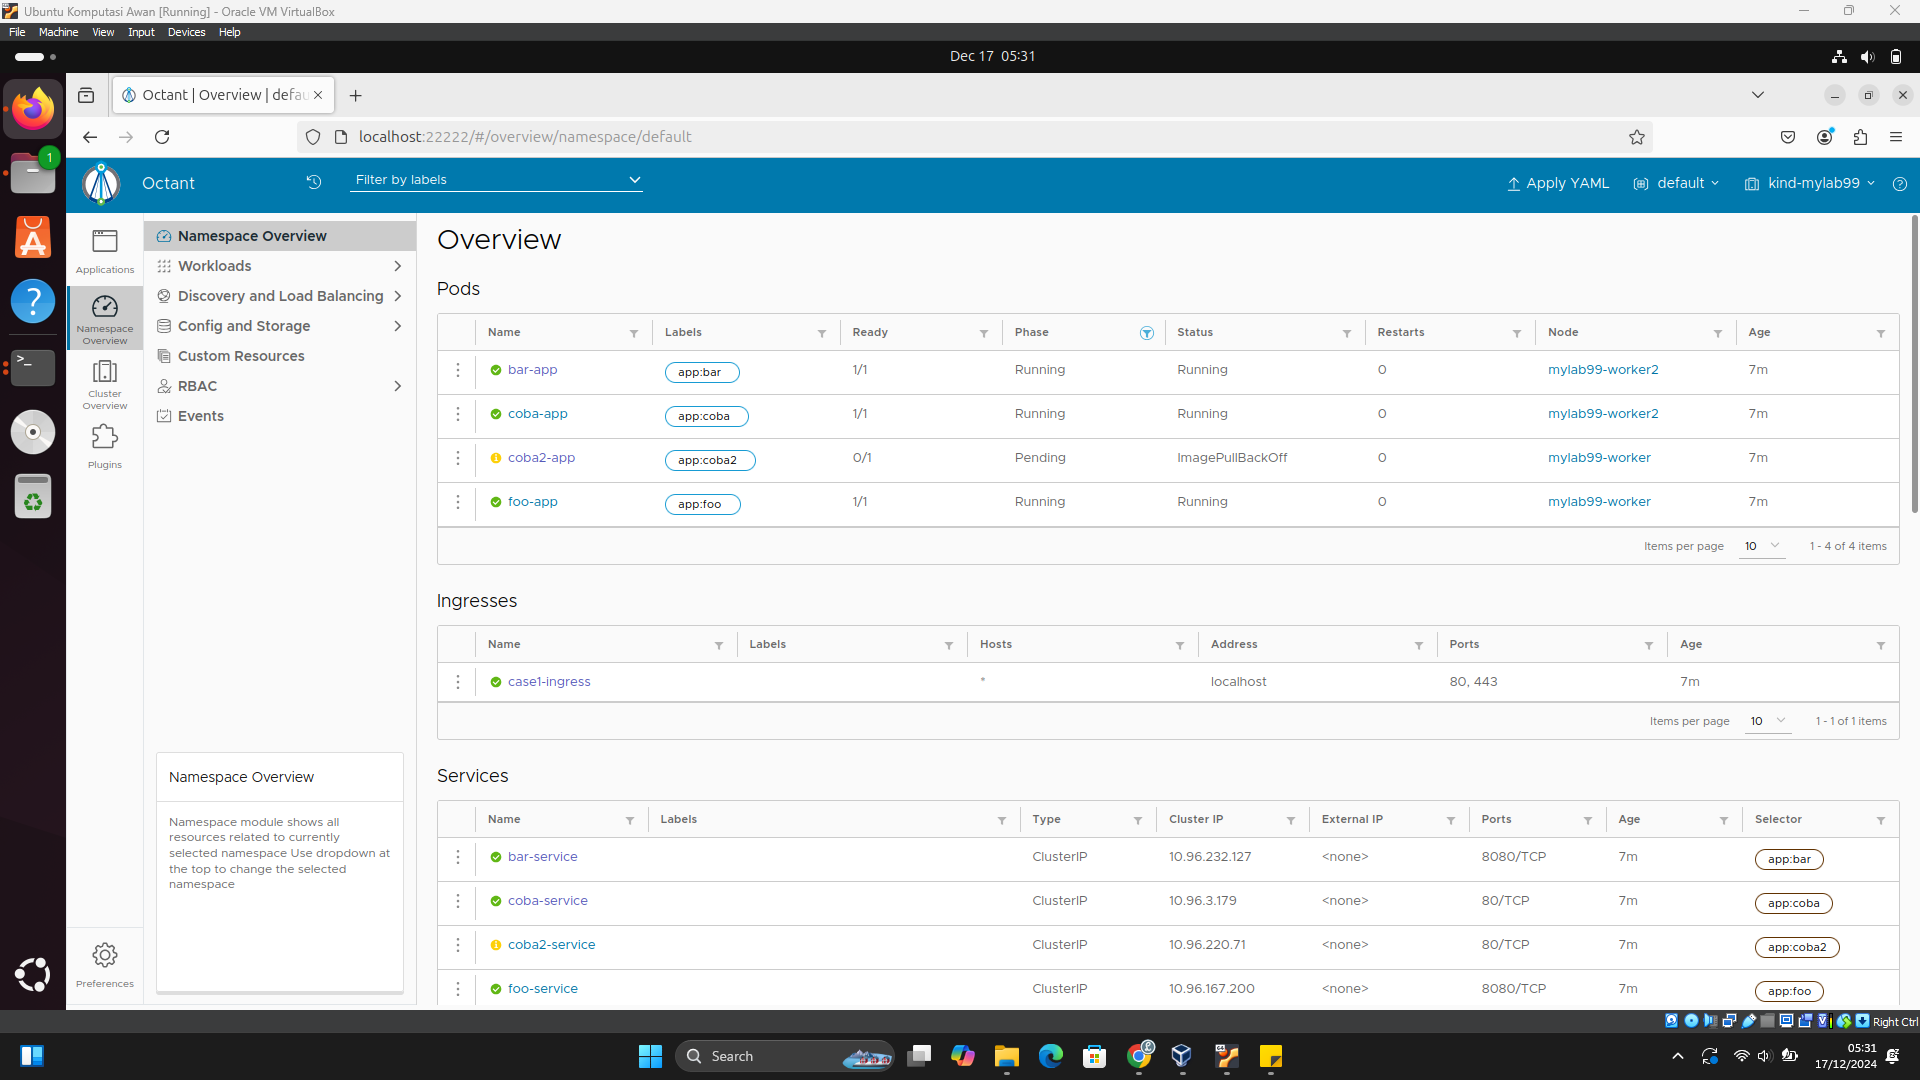 Ubuntu Komputasi Awan [Running] - Oracle VM VirtualBox
File Machine View Input Devices Help
Dec 17 05:31
Octant | Overview | defau
localhost:22222/#/overview/namespace/default
Octant
Filter by labels
Apply YAML
default
kind-mylab99
Applications
Namespace Overview
Cluster Overview
Plugins
Preferences
Namespace Overview
Workloads
Discovery and Load Balancing
Config and Storage
Custom Resources
RBAC
Events
Namespace Overview
Namespace module shows all
resources related to currently
selected namespace Use dropdown at
the top to change the selected
namespace
Overview
Pods
Name Labels Ready Phase Status Restarts Node Age
bar-app app:bar 1/1 Running Running 0 mylab99-worker2 7m
coba-app app:coba 1/1 Running Running 0 mylab99-worker2 7m
coba2-app app:coba2 0/1 Pending ImagePullBackOff 0 mylab99-worker 7m
foo-app app:foo 1/1 Running Running 0 mylab99-worker 7m
Items per page 10 1 - 4 of 4 items
Ingresses
Name Labels Hosts Address Ports Age
case1-ingress * localhost 80, 443 7m
Items per page 10 1 - 1 of 1 items
Services
Name Labels Type Cluster IP External IP Ports Age Selector
bar-service ClusterIP 10.96.232.127 <none> 8080/TCP 7m app:bar
coba-service ClusterIP 10.96.3.179 <none> 80/TCP 7m app:coba
coba2-service ClusterIP 10.96.220.71 <none> 80/TCP 7m app:coba2
foo-service ClusterIP 10.96.167.200 <none> 8080/TCP 7m app:foo
1
Right Ctrl
Search
05:31
17/12/2024